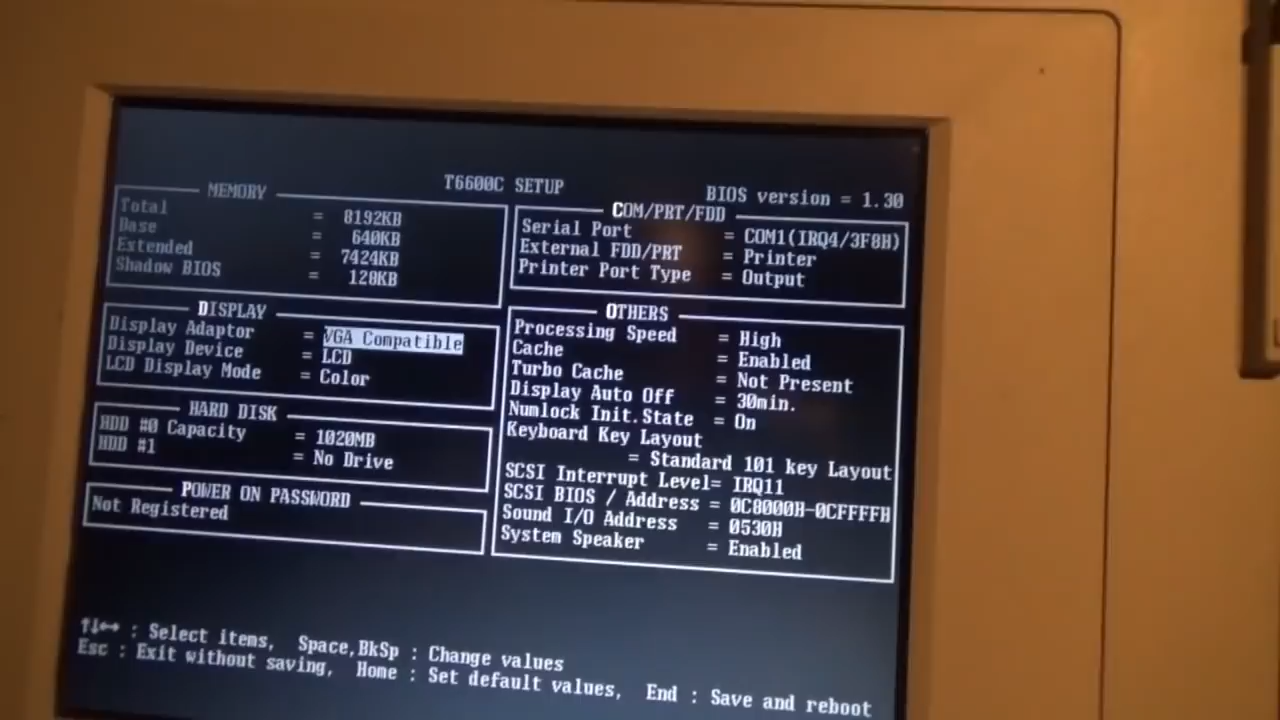 T6600C SETUP
BIOS version = 1.30
MEMORY
Total = 8192KB
Base = 640KB
Extended = 7424KB
Shadow BIOS = 128KB
DISPLAY
Display Adaptor = VGA Compatible
Display Device = LCD
LCD Display Mode = Color
HARD DISK
HDD #0 Capacity = 1020MB
HDD #1 = No Drive
POWER ON PASSWORD
Not Registered
COM/PRT/FDD
Serial Port = COM1(IRQ4/3F8H)
External FDD/PRT = Printer
Printer Port Type = Output
OTHERS
Processing Speed = High
Cache = Enabled
Turbo Cache = Not Present
Display Auto Off = 30min.
Numlock Init.State = On
Keyboard Key Layout
= Standard 101 key Layout
SCSI Interrupt Level= IRQ11
SCSI BIOS / Address = 0C8000H-0CFFFFH
Sound I/O Address = 0530H
System Speaker = Enabled
↑↓←→ : Select items, Space,BkSp : Change values
Esc : Exit without saving, Home : Set default values, End : Save and reboot